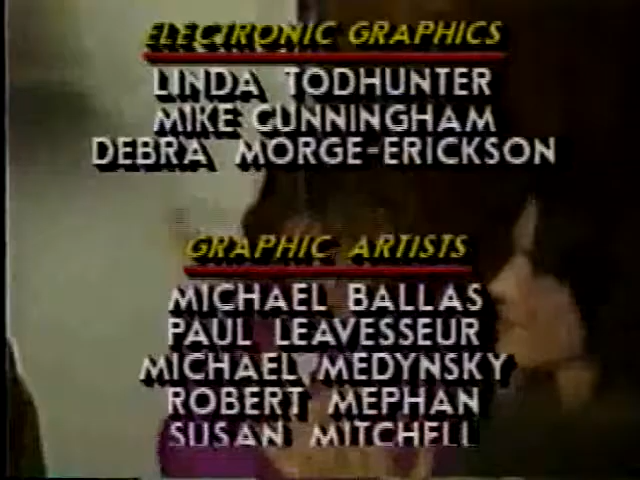 ELECTRONIC GRAPHICS
LINDA TODHUNTER
MIKE CUNNINGHAM
DEBRA MORGE-ERICKSON
GRAPHIC ARTISTS
MICHAEL BALLAS
PAUL LEAVESSEUR
MICHAEL MEDYNSKY
ROBERT MEPHAN
SUSAN MITCHELL